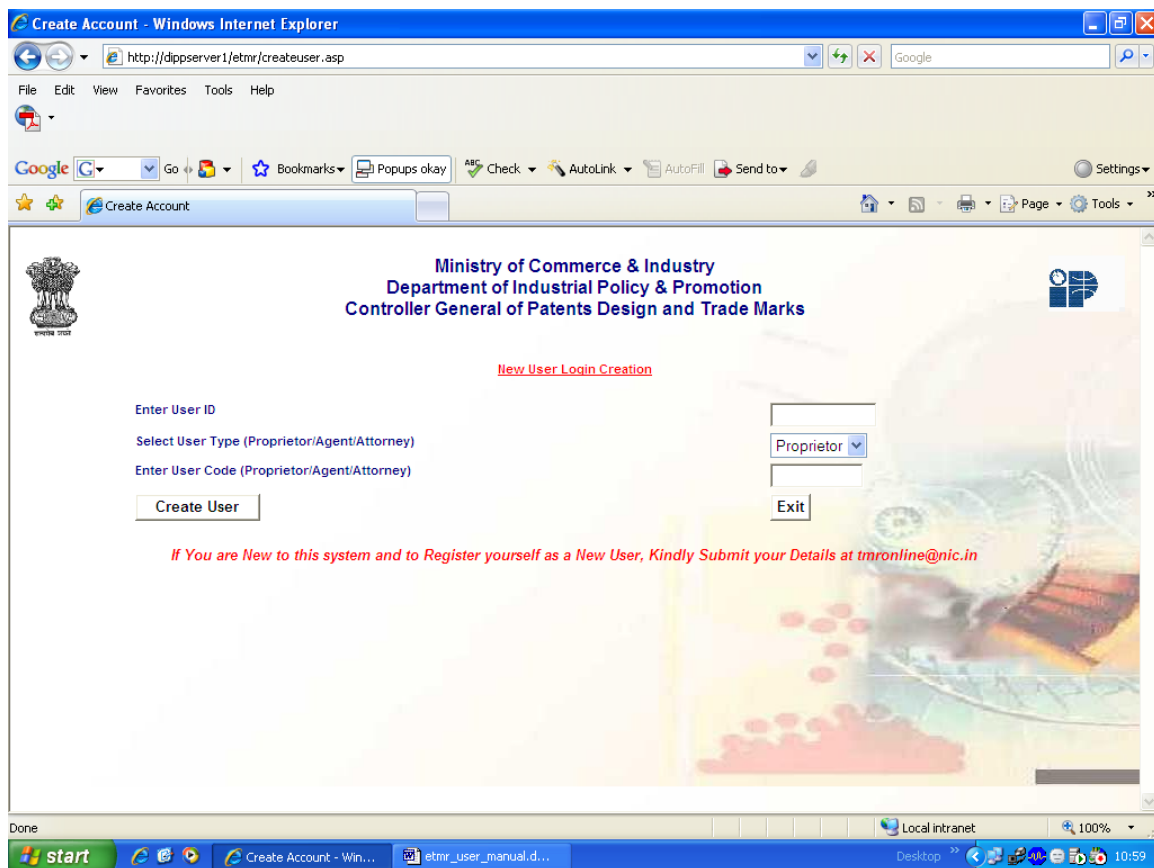 Create Account - Windows Internet Explorer
http://dippserver1/etmr/createuser.asp
Google
File Edit View Favorites Tools Help
Google G Go Bookmarks Popups okay ABC Check AutoLink AutoFill Send to Settings
Create Account Page Tools »
Ministry of Commerce & Industry
Department of Industrial Policy & Promotion
Controller General of Patents Design and Trade Marks
सत्यमेव जयते
New User Login Creation
Enter User ID
Select User Type (Proprietor/Agent/Attorney) Proprietor
Enter User Code (Proprietor/Agent/Attorney)
Create User Exit
If You are New to this system and to Register yourself as a New User, Kindly Submit your Details at tmronline@nic.in
Done Local intranet 100%
start Create Account - Win... etmr_user_manual.d... Desktop » 10:59